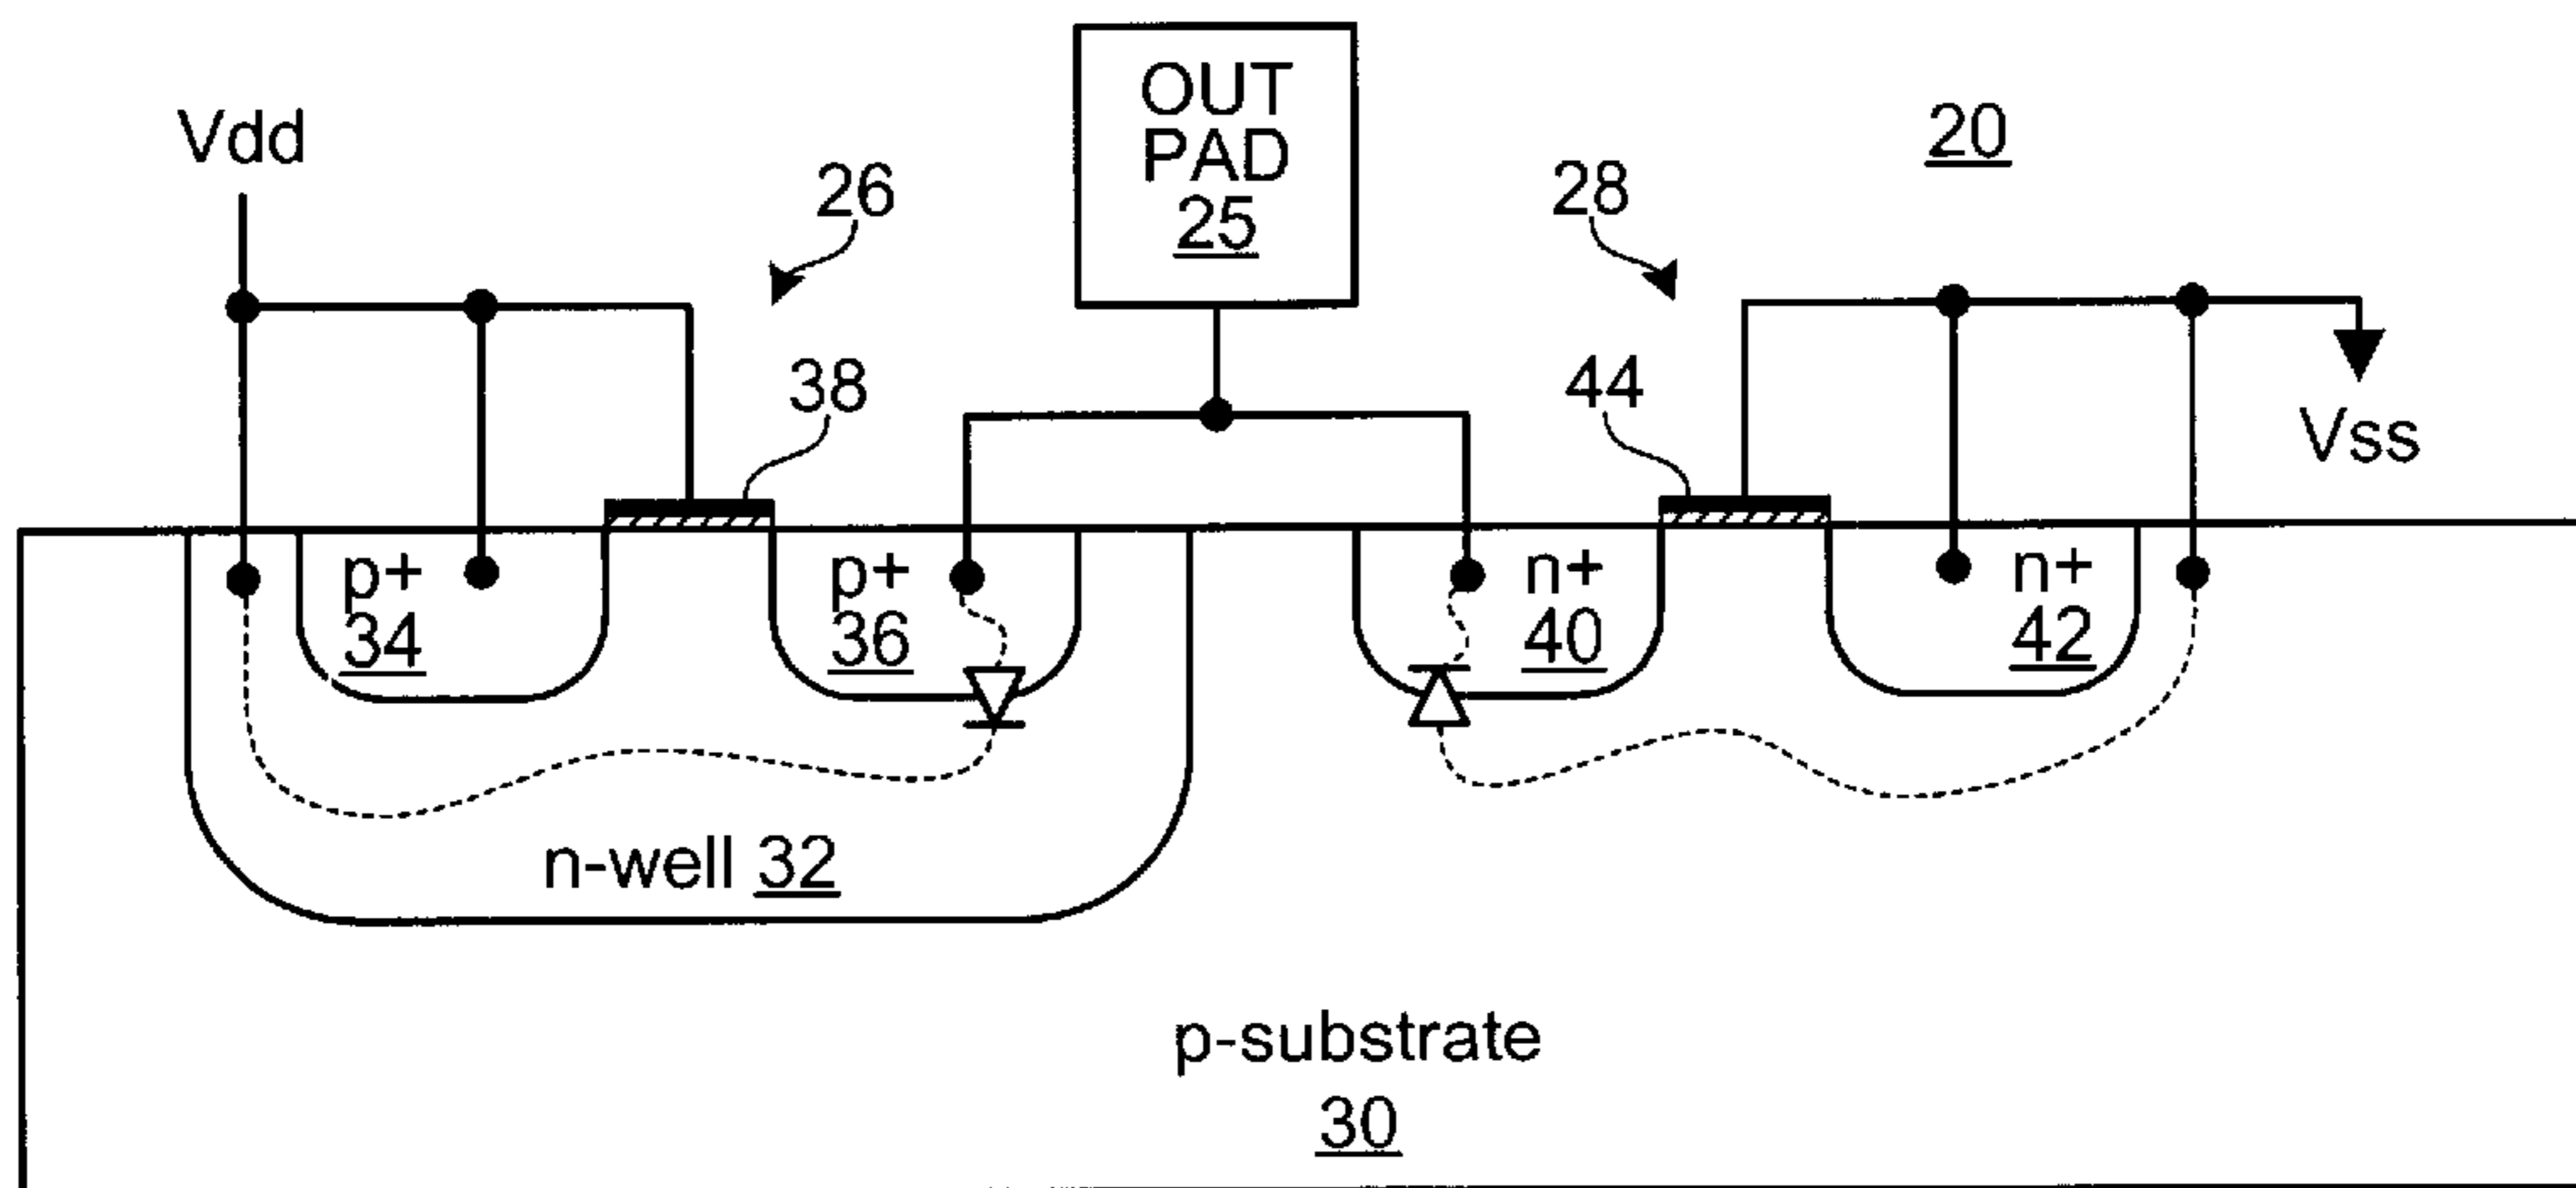 OUT
PAD
25
20
Vdd
26
28
38
44
Vss
p+
34
p+
36
n+
40
n+
42
n-well 32
p-substrate
30